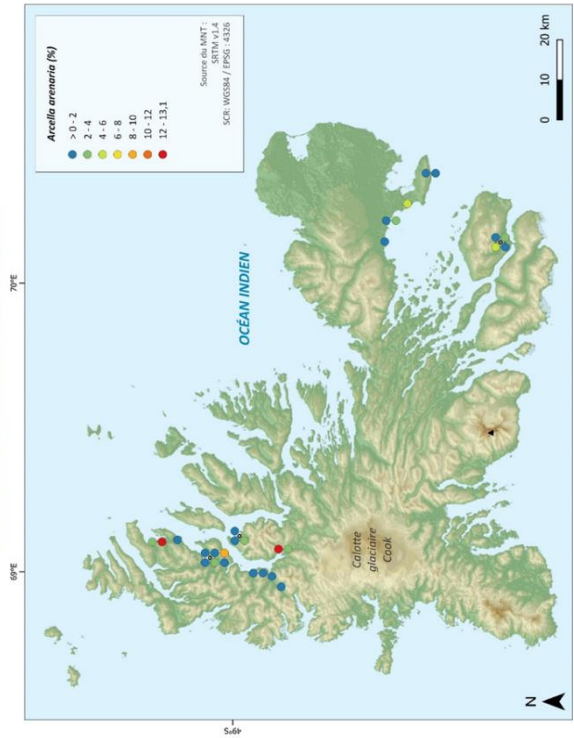 Arcella arenaria (%)
> 0 - 2
2 - 4
4 - 6
6 - 8
8 - 10
10 - 12
12 - 13,1
Source du MNT :
SRTM v1.4
SCR: WGS84 / EPSG : 4326
70°E
OCÉAN INDIEN
69°E
49°S
Calotte
glaciaire
Cook
N
0 10 20 km